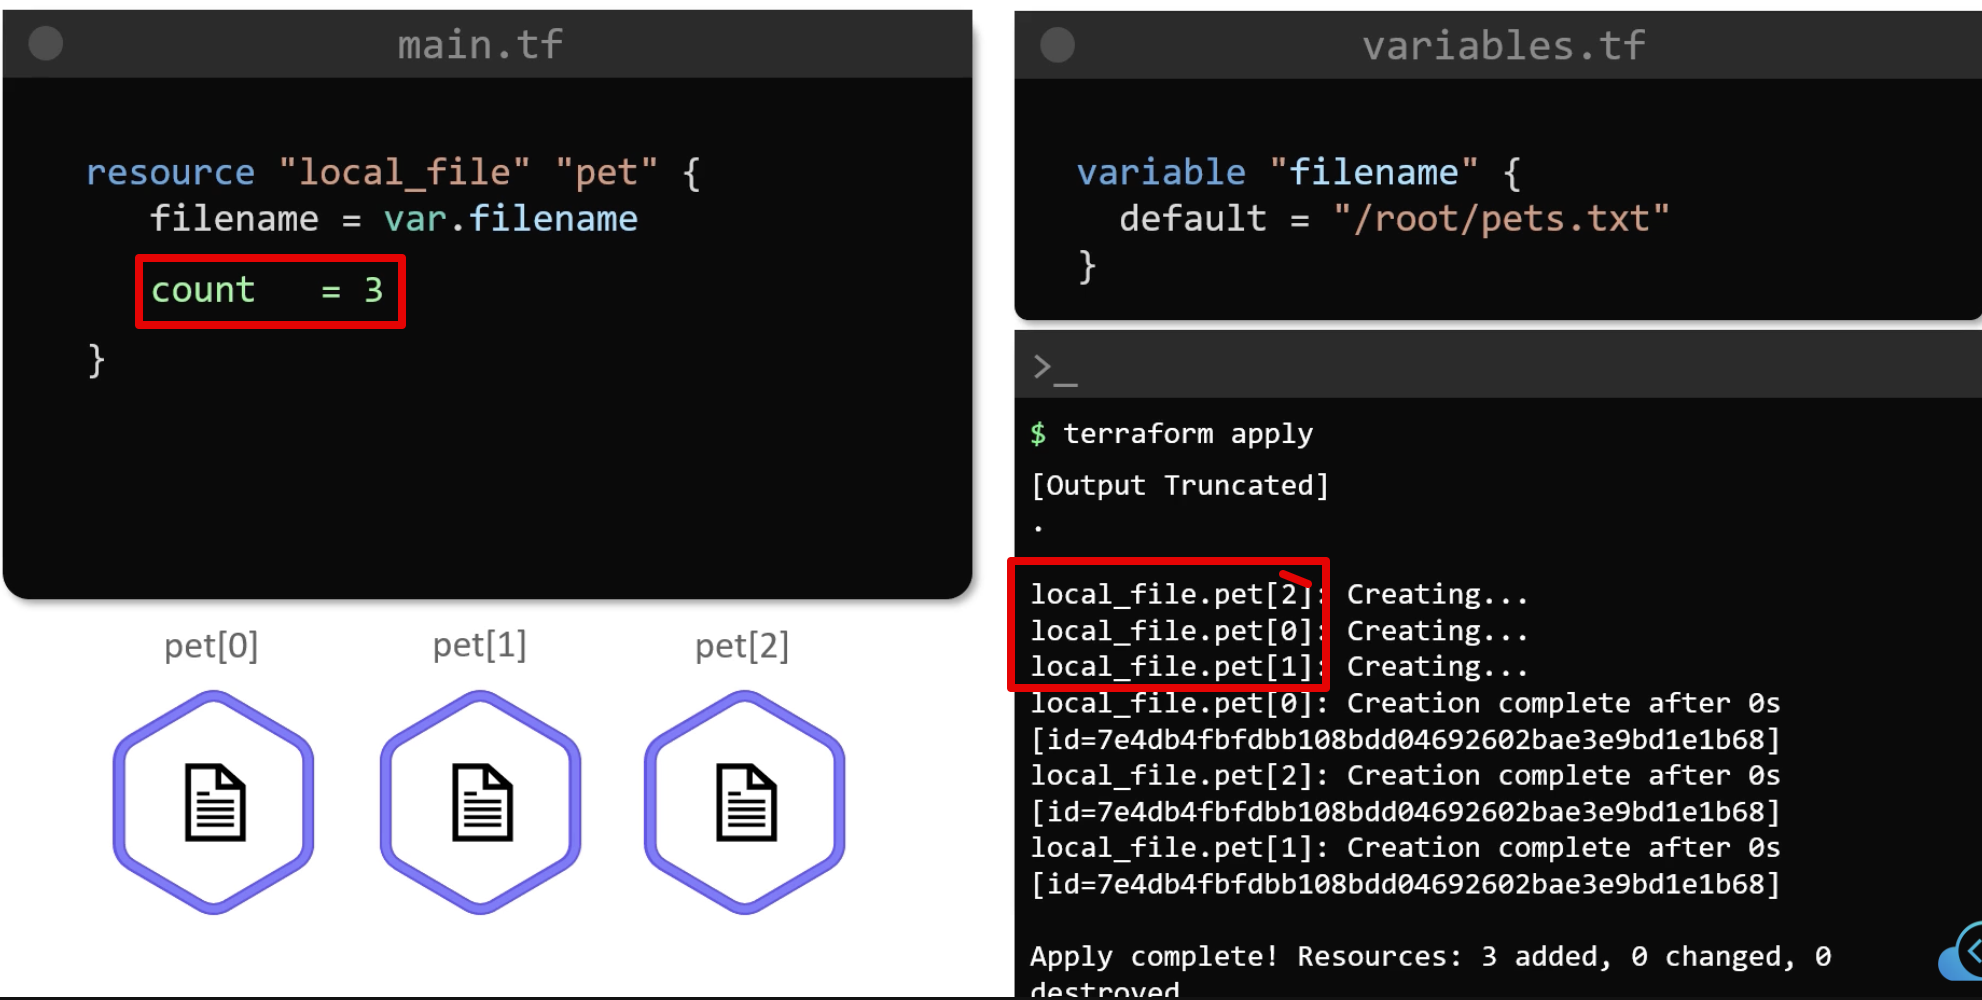 main.tf
resource "local_file" "pet" {
filename = var.filename
count = 3
}
pet[0] pet[1] pet[2]
variables.tf
variable "filename" {
default = "/root/pets.txt"
}
>_
$ terraform apply
[Output Truncated]
.
local_file.pet[2]: Creating...
local_file.pet[0]: Creating...
local_file.pet[1]: Creating...
local_file.pet[0]: Creation complete after 0s
[id=7e4db4fbfdbb108bdd04692602bae3e9bd1e1b68]
local_file.pet[2]: Creation complete after 0s
[id=7e4db4fbfdbb108bdd04692602bae3e9bd1e1b68]
local_file.pet[1]: Creation complete after 0s
[id=7e4db4fbfdbb108bdd04692602bae3e9bd1e1b68]
Apply complete! Resources: 3 added, 0 changed, 0
destroyed